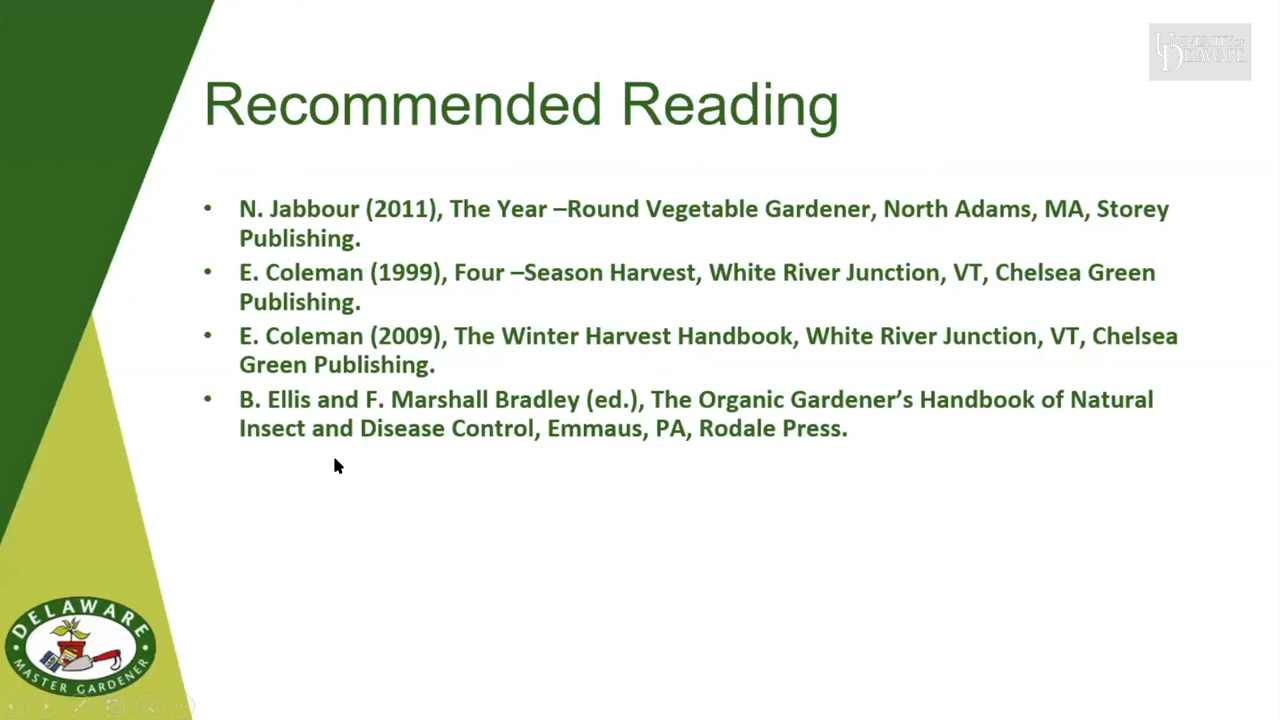 UNIVERSITY OF
DELAWARE
Recommended Reading
• N. Jabbour (2011), The Year –Round Vegetable Gardener, North Adams, MA, Storey
Publishing.
• E. Coleman (1999), Four –Season Harvest, White River Junction, VT, Chelsea Green
Publishing.
• E. Coleman (2009), The Winter Harvest Handbook, White River Junction, VT, Chelsea
Green Publishing.
• B. Ellis and F. Marshall Bradley (ed.), The Organic Gardener’s Handbook of Natural
Insect and Disease Control, Emmaus, PA, Rodale Press.
DELAWARE
MASTER GARDENER